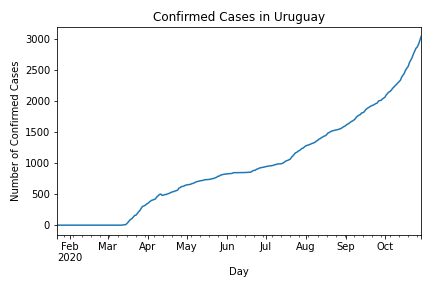 Confirmed Cases in Uruguay
Number of Confirmed Cases
3000
2500
2000
1500
1000
500
0
Feb Mar Apr May Jun Jul Aug Sep Oct
2020
Day